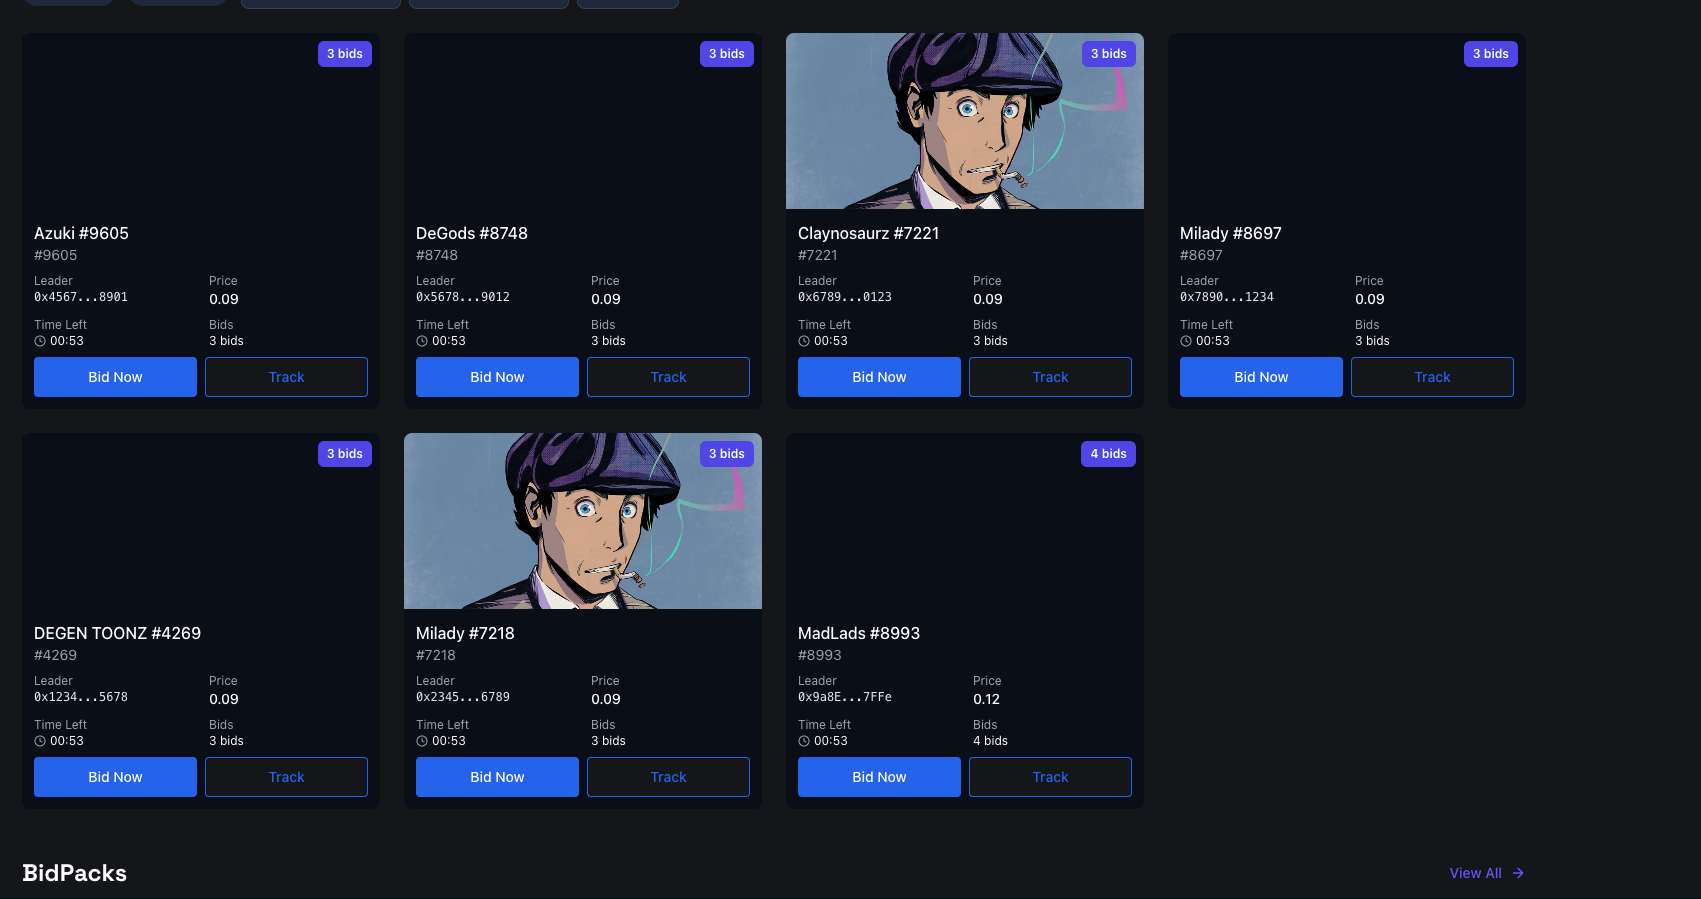 3 bids
3 bids
3 bids
3 bids
Azuki #9605
#9605
Leader Price
0x4567...8901 0.09
Time Left Bids
00:53 3 bids
Bid Now Track
DeGods #8748
#8748
Leader Price
0x5678...9012 0.09
Time Left Bids
00:53 3 bids
Bid Now Track
Claynosaurz #7221
#7221
Leader Price
0x6789...0123 0.09
Time Left Bids
00:53 3 bids
Bid Now Track
Milady #8697
#8697
Leader Price
0x7890...1234 0.09
Time Left Bids
00:53 3 bids
Bid Now Track
3 bids
3 bids
4 bids
DEGEN TOONZ #4269
#4269
Leader Price
0x1234...5678 0.09
Time Left Bids
00:53 3 bids
Bid Now Track
Milady #7218
#7218
Leader Price
0x2345...6789 0.09
Time Left Bids
00:53 3 bids
Bid Now Track
MadLads #8993
#8993
Leader Price
0x9a8E...7FFe 0.12
Time Left Bids
00:53 4 bids
Bid Now Track
BidPacks
View All